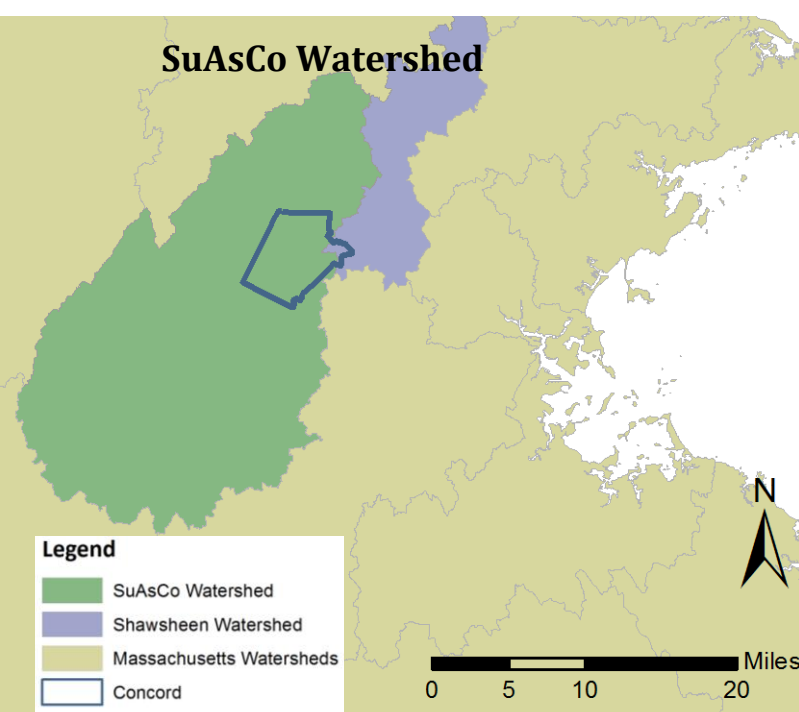 SuAsCo Watershed
Legend
SuAsCo Watershed
Shawsheen Watershed
Massachusetts Watersheds
Concord
N
Miles
0 5 10 20